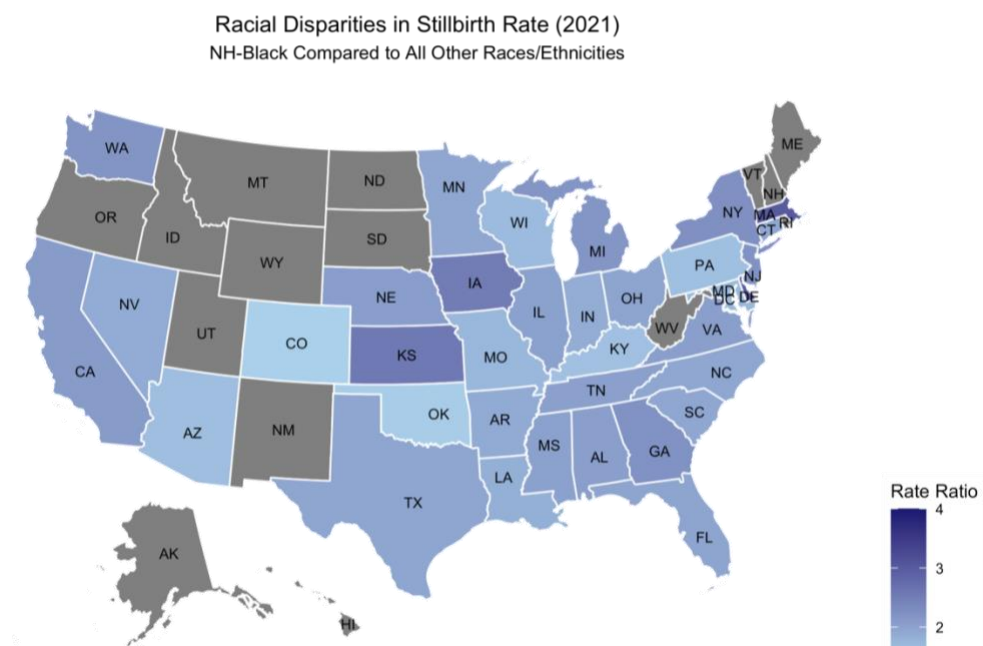 Racial Disparities in Stillbirth Rate (2021)
NH-Black Compared to All Other Races/Ethnicities
WA
MT
ND
MN
ME
VT
NH
OR
ID
SD
WI
NY
MA
RI
CT
WY
MI
PA
NJ
IA
NE
OH
MD
DE
DC
NV
UT
CO
IL
IN
WV
VA
KS
MO
KY
CA
NC
TN
AZ
NM
OK
AR
SC
MS
AL
GA
LA
TX
FL
AK
HI
Rate Ratio
4
3
2